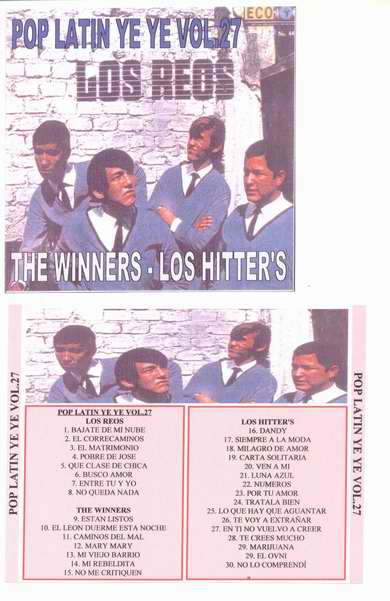 ECO
POP LATIN YE YE VOL.27
LOS REOS
THE WINNERS - LOS HITTER'S
POP LATIN YE YE VOL.27
POP LATIN YE YE VOL.27
LOS REOS
1. BAJATE DE MI NUBE
2. EL CORRECAMINOS
3. EL MATRIMONIO
4. POBRE DE JOSE
5. QUE CLASE DE CHICA
6. BUSCO AMOR
7. ENTRE TU Y YO
8. NO QUEDA NADA
THE WINNERS
9. ESTAN LISTOS
10. EL LEON DUERME ESTA NOCHE
11. CAMINOS DEL MAL
12. MARY MARY
13. MI VIEJO BARRIO
14. MI REBELDITA
15. NO ME CRITIQUEN
LOS HITTER'S
16. DANDY
17. SIEMPRE A LA MODA
18. MILAGRO DE AMOR
19. CARTA SOLITARIA
20. VEN A MI
21. LUNA AZUL
22. NUMEROS
23. POR TU AMOR
24. TRATALA BIEN
25. LO QUE HAY QUE AGUANTAR
26. TE VOY A EXTRAÑAR
27. EN TI NO VUELVO A CREER
28. TE CREES MUCHO
29. MARIJUANA
29. EL OVNI
30. NO LO COMPRENDÍ
POP LATIN YE YE VOL.27